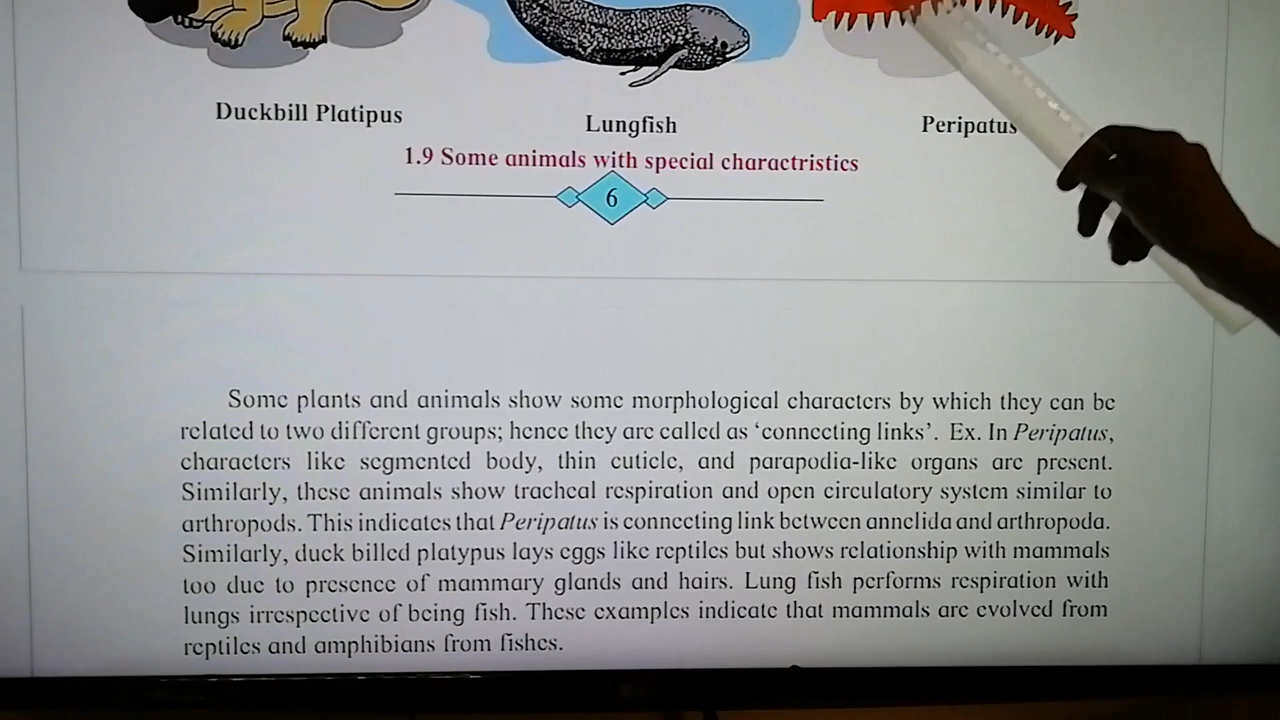 Duckbill Platipus
Lungfish
Peripatus
1.9 Some animals with special charactristics
6
Some plants and animals show some morphological characters by which they can be
related to two different groups; hence they are called as ‘connecting links’. Ex. In Peripatus,
characters like segmented body, thin cuticle, and parapodia-like organs are present.
Similarly, these animals show tracheal respiration and open circulatory system similar to
arthropods. This indicates that Peripatus is connecting link between annelida and arthropoda.
Similarly, duck billed platypus lays eggs like reptiles but shows relationship with mammals
too due to presence of mammary glands and hairs. Lung fish performs respiration with
lungs irrespective of being fish. These examples indicate that mammals are evolved from
reptiles and amphibians from fishes.